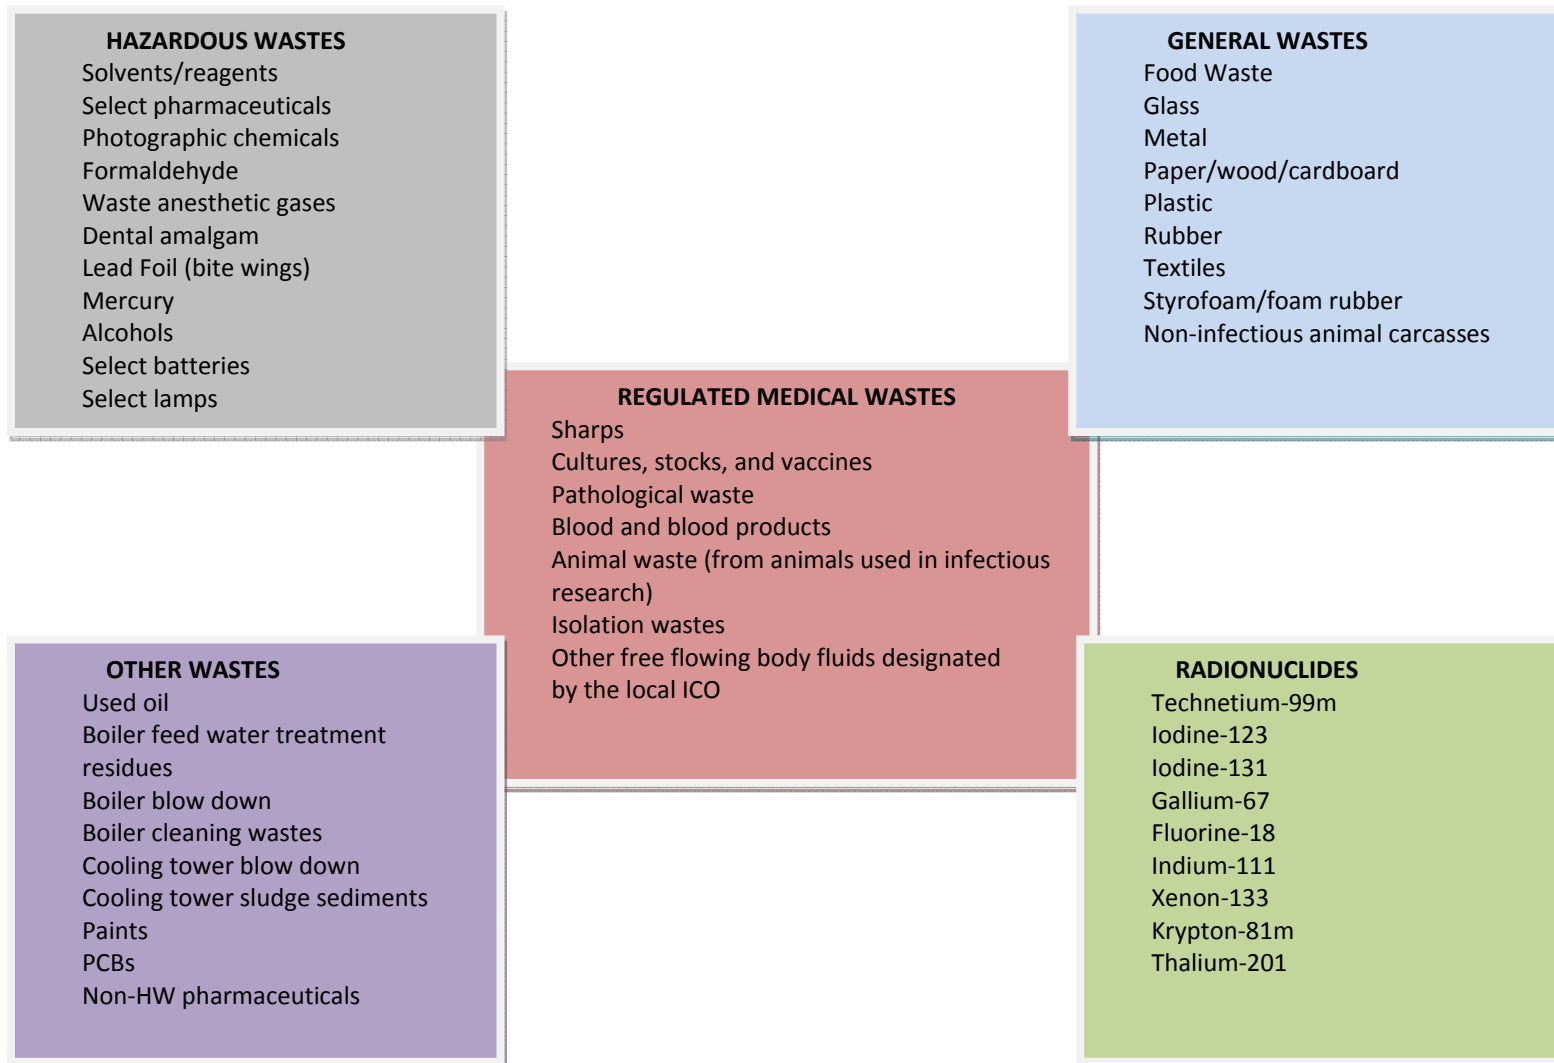 HAZARDOUS WASTES
Solvents/reagents
Select pharmaceuticals
Photographic chemicals
Formaldehyde
Waste anesthetic gases
Dental amalgam
Lead Foil (bite wings)
Mercury
Alcohols
Select batteries
Select lamps
GENERAL WASTES
Food Waste
Glass
Metal
Paper/wood/cardboard
Plastic
Rubber
Textiles
Styrofoam/foam rubber
Non-infectious animal carcasses
REGULATED MEDICAL WASTES
Sharps
Cultures, stocks, and vaccines
Pathological waste
Blood and blood products
Animal waste (from animals used in infectious
research)
Isolation wastes
Other free flowing body fluids designated
by the local ICO
OTHER WASTES
Used oil
Boiler feed water treatment
residues
Boiler blow down
Boiler cleaning wastes
Cooling tower blow down
Cooling tower sludge sediments
Paints
PCBs
Non-HW pharmaceuticals
RADIONUCLIDES
Technetium-99m
Iodine-123
Iodine-131
Gallium-67
Fluorine-18
Indium-111
Xenon-133
Krypton-81m
Thalium-201